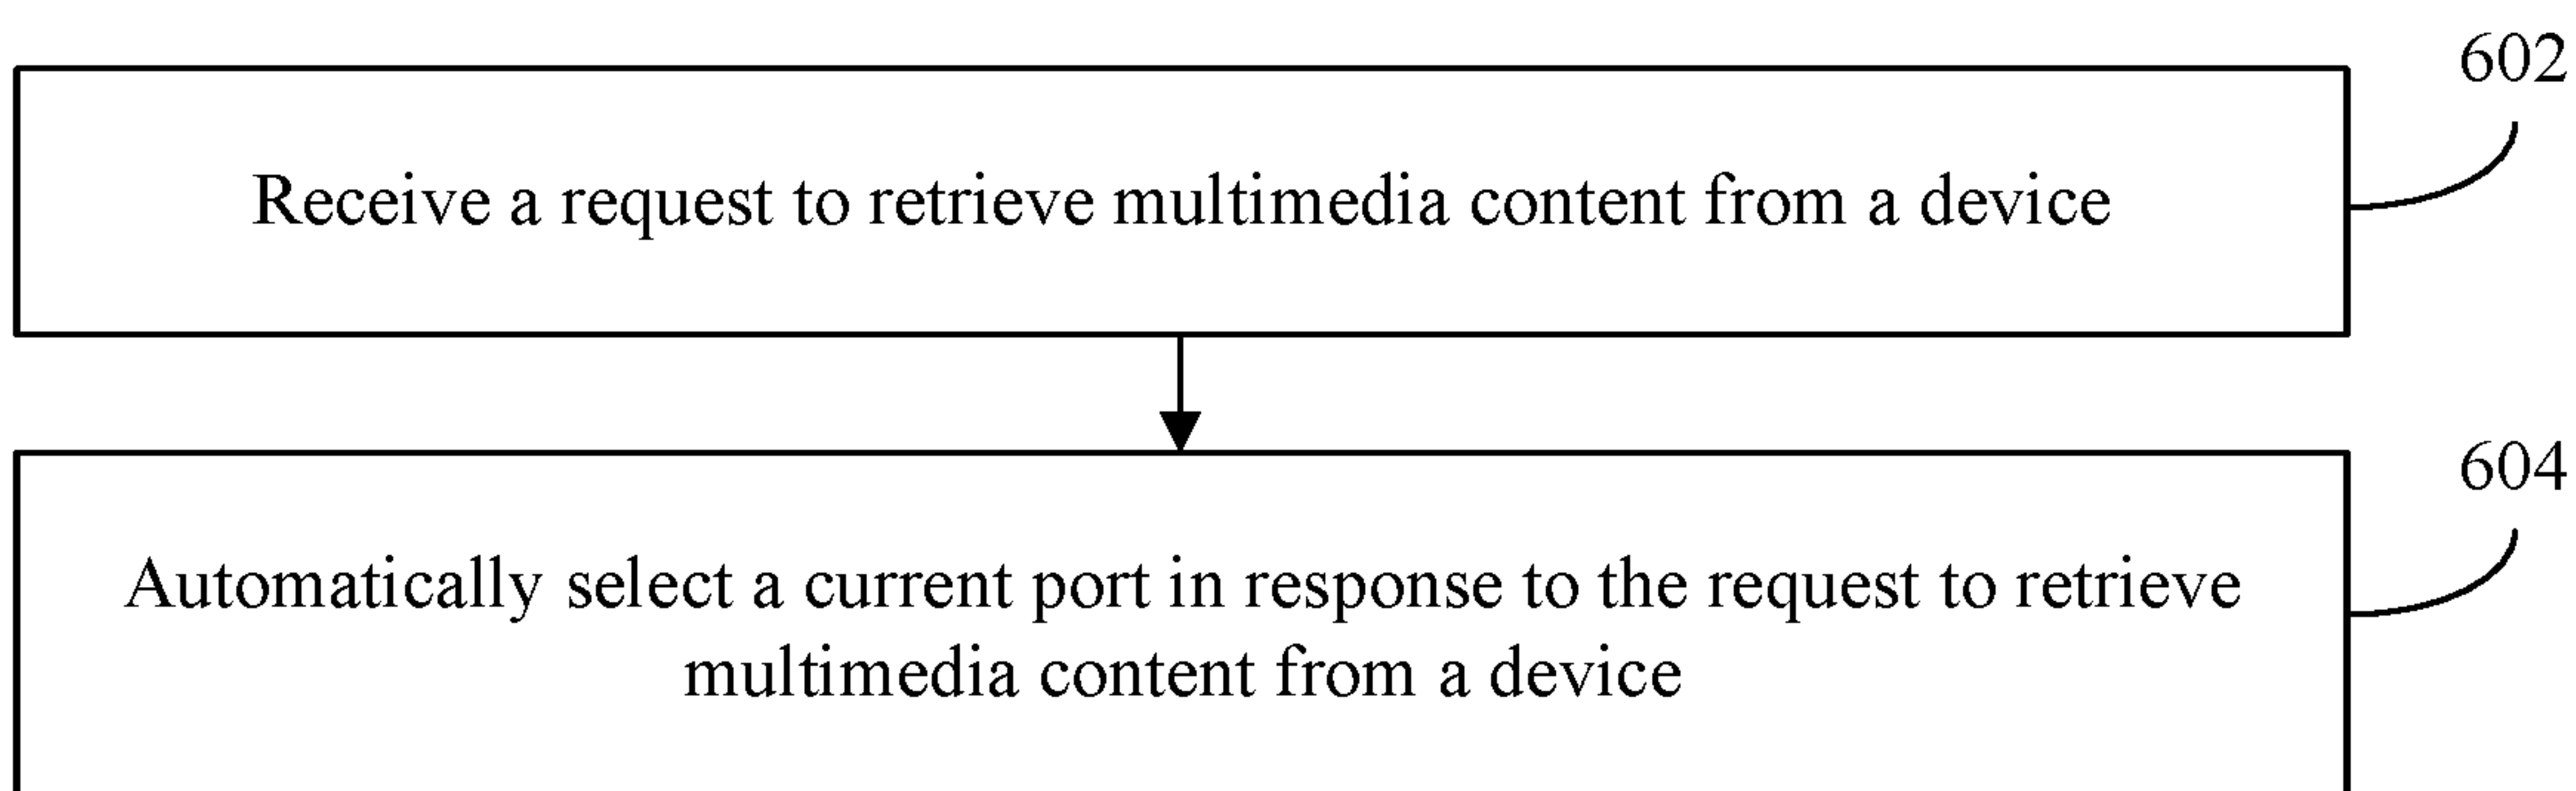 602
Receive a request to retrieve multimedia content from a device
604
Automatically select a current port in response to the request to retrieve
multimedia content from a device